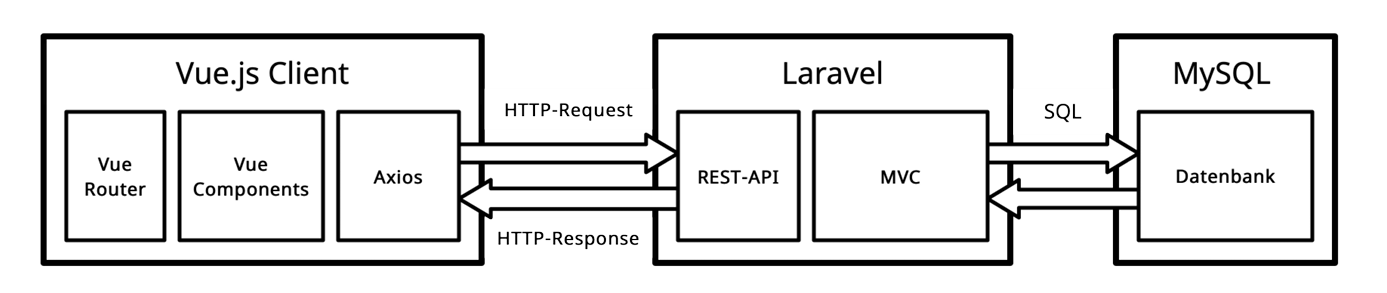 Vue.js Client
Vue
Router
Vue
Components
Axios
HTTP-Request
HTTP-Response
Laravel
REST-API
MVC
SQL
MySQL
Datenbank